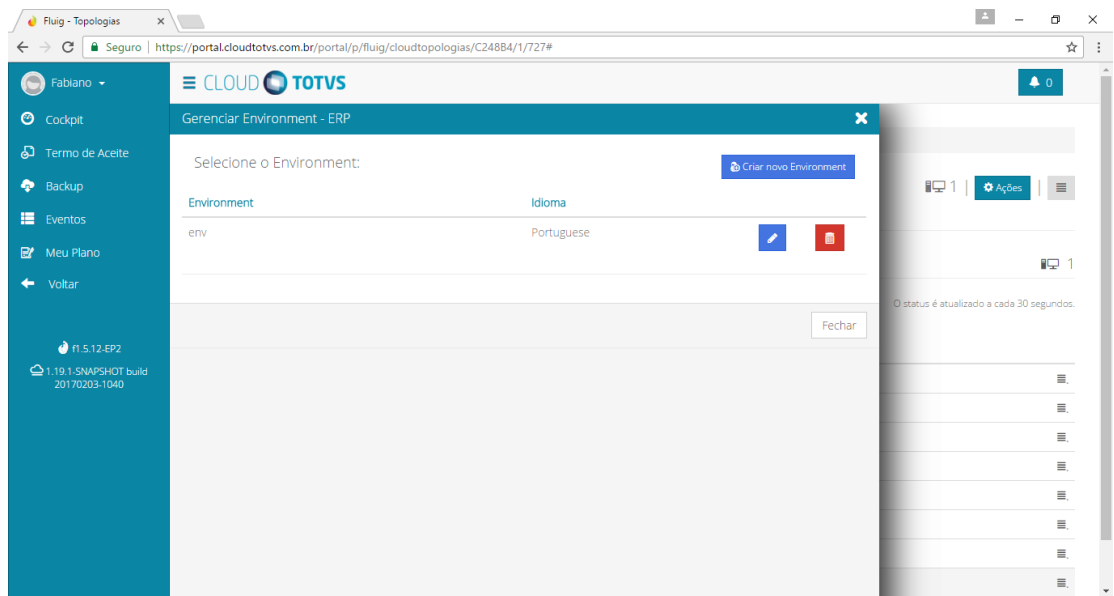 Fluig - Topologias
Seguro | https://portal.cloudtotvs.com.br/portal/p/fluig/cloudtopologias/C248B4/1/727#
Fabiano
CLOUD TOTVS
0
Cockpit
Termo de Aceite
Backup
Eventos
Meu Plano
Voltar
f1.5.12-EP2
1.19.1-SNAPSHOT build
20170203-1040
Gerenciar Environment - ERP
Selecione o Environment:
Criar novo Environment
Environment Idioma
env Portuguese
Fechar
1 | Ações |
1
O status é atualizado a cada 30 segundos.